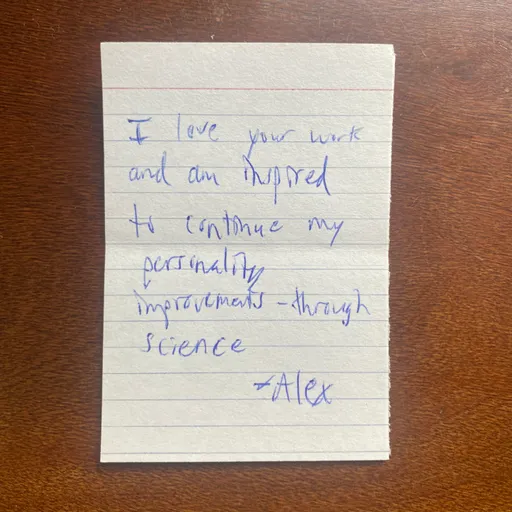 I love your work
and am inspired
to continue my
personality
improvements - through
science
-Alex